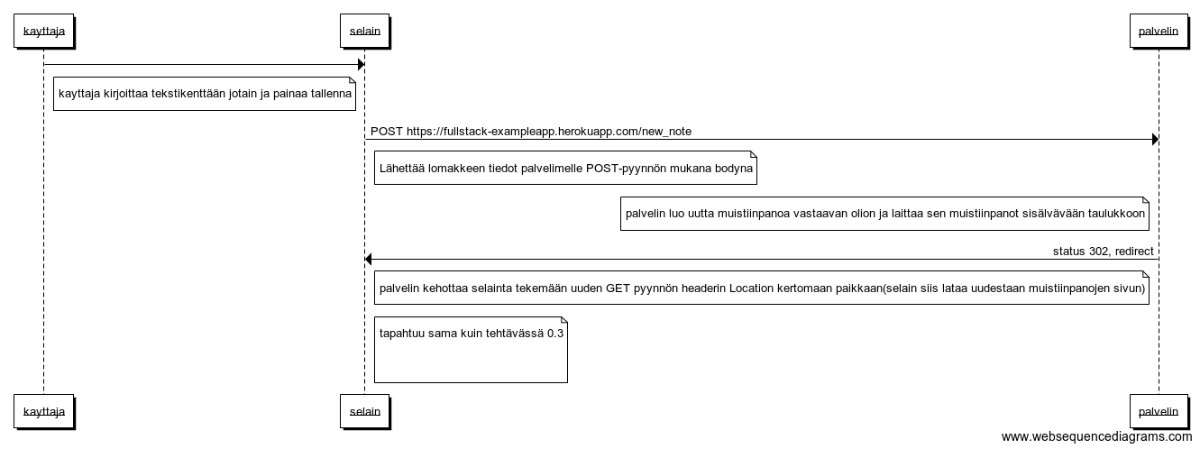 kayttaja
selain
palvelin
kayttaja kirjoittaa tekstikenttään jotain ja painaa tallenna
POST https://fullstack-exampleapp.herokuapp.com/new_note
Lähettää lomakkeen tiedot palvelimelle POST-pyynnön mukana bodyna
palvelin luo uutta muistiinpanoa vastaavan olion ja laittaa sen muistiinpanot sisälvävään taulukkoon
status 302, redirect
palvelin kehottaa selainta tekemään uuden GET pyynnön headerin Location kertomaan paikkaan(selain siis lataa uudestaan muistiinpanojen sivun)
tapahtuu sama kuin tehtävässä 0.3
kayttaja
selain
palvelin
www.websequencediagrams.com